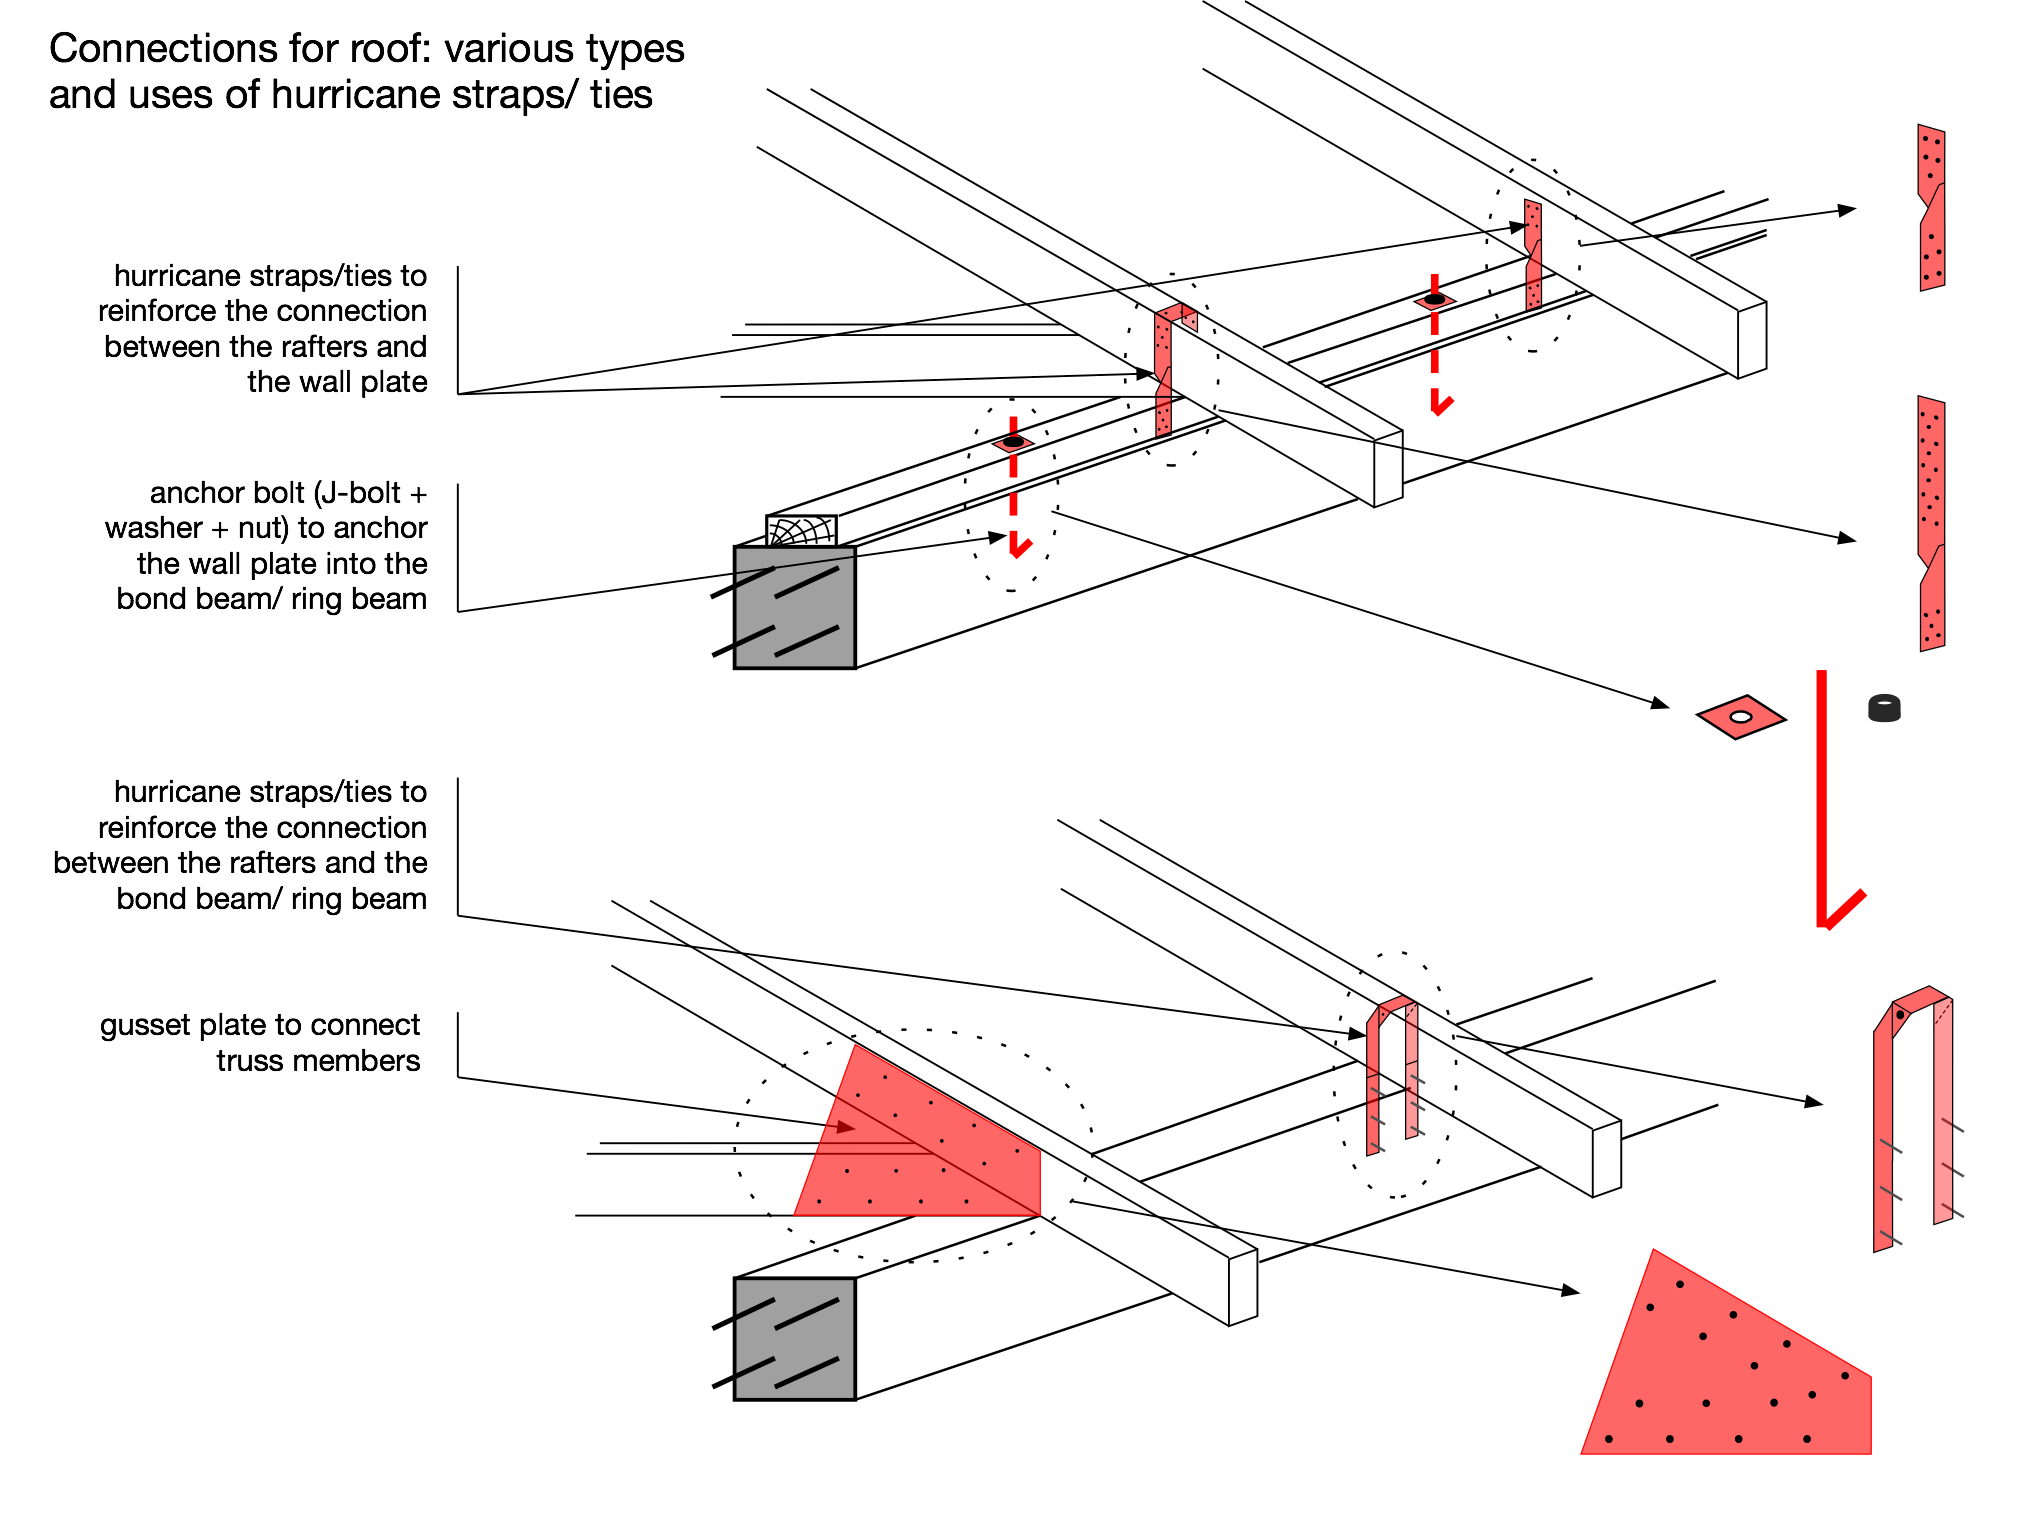 Connections for roof: various types
and uses of hurricane straps/ ties
hurricane straps/ties to
reinforce the connection
between the rafters and
the wall plate
anchor bolt (J-bolt +
washer + nut) to anchor
the wall plate into the
bond beam/ ring beam
hurricane straps/ties to
reinforce the connection
between the rafters and the
bond beam/ ring beam
gusset plate to connect
truss members